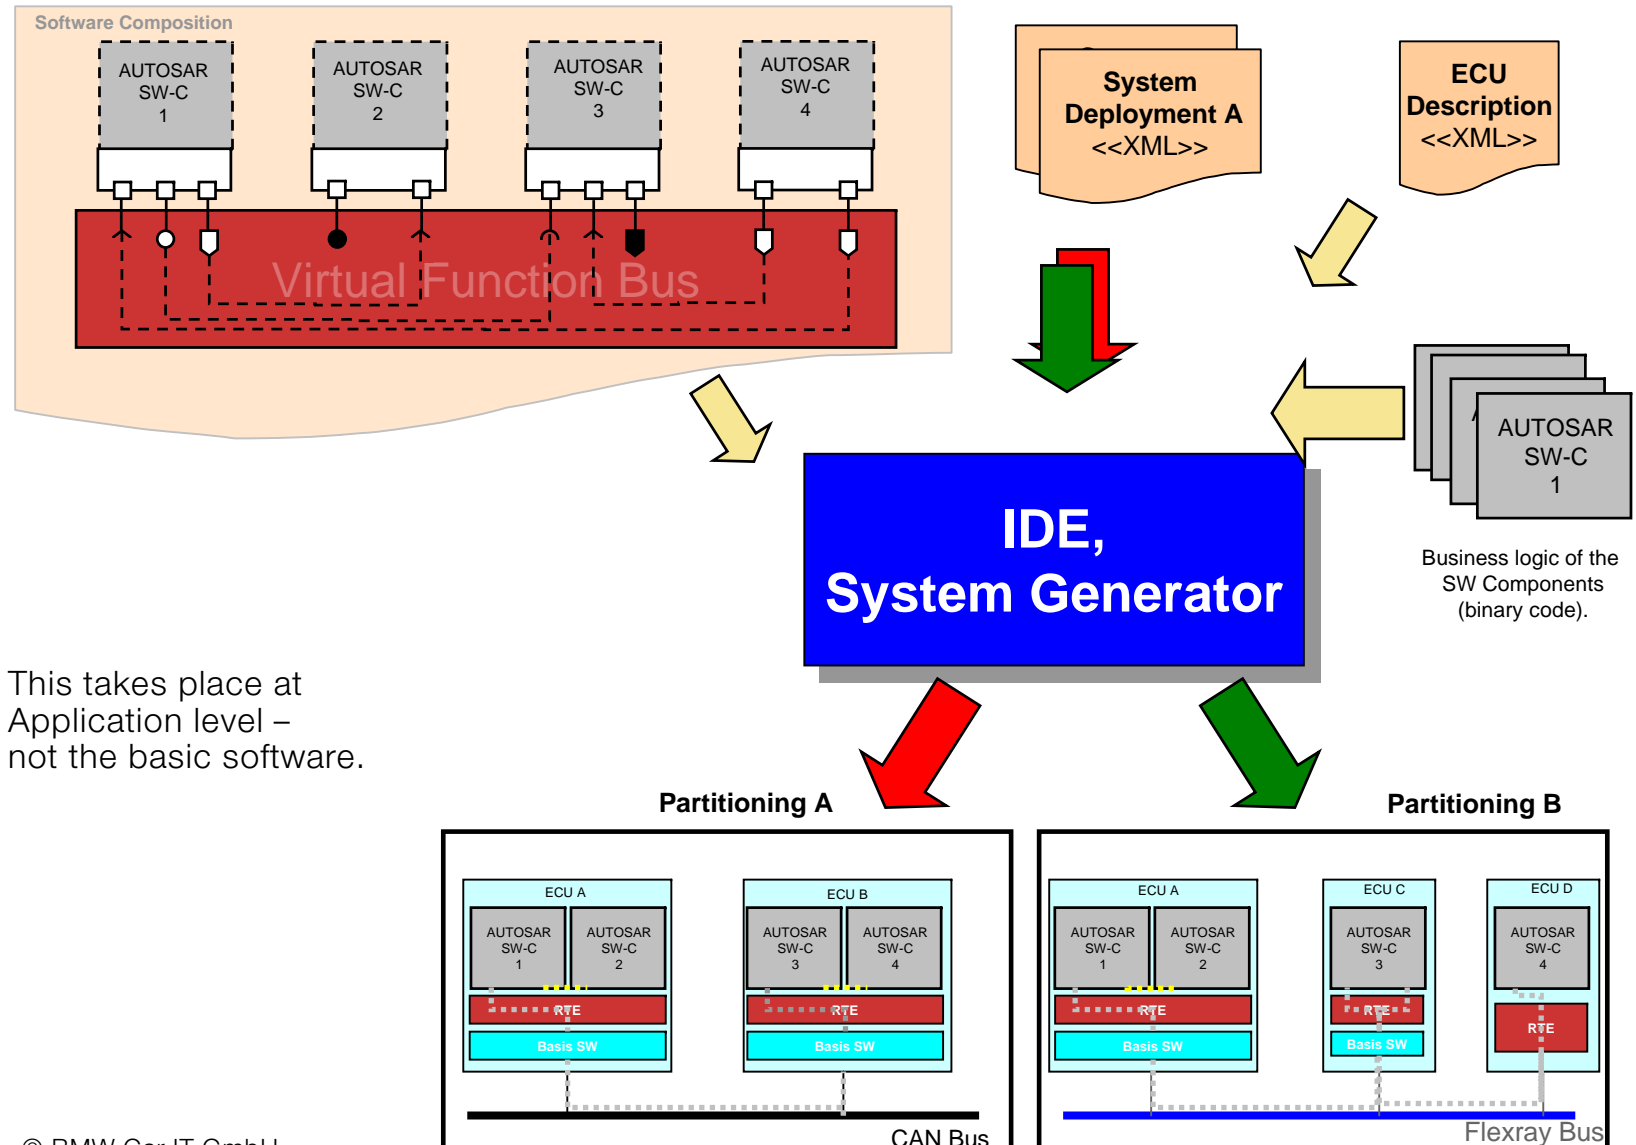 Software Composition
AUTOSAR
SW-C
1
AUTOSAR
SW-C
2
AUTOSAR
SW-C
3
AUTOSAR
SW-C
4
Virtual Function Bus
System
Deployment A
<<XML>>
ECU
Description
<<XML>>
AUTOSAR
SW-C
1
Business logic of the
SW Components
(binary code).
IDE,
System Generator
This takes place at
Application level –
not the basic software.
Partitioning A
Partitioning B
ECU A
AUTOSAR
SW-C
1
AUTOSAR
SW-C
2
RTE
Basis SW
ECU B
AUTOSAR
SW-C
3
AUTOSAR
SW-C
4
RTE
Basis SW
CAN Bus
ECU A
AUTOSAR
SW-C
1
AUTOSAR
SW-C
2
RTE
Basis SW
ECU C
AUTOSAR
SW-C
3
RTE
Basis SW
ECU D
AUTOSAR
SW-C
4
RTE
Flexray Bus
© BMW Car IT GmbH